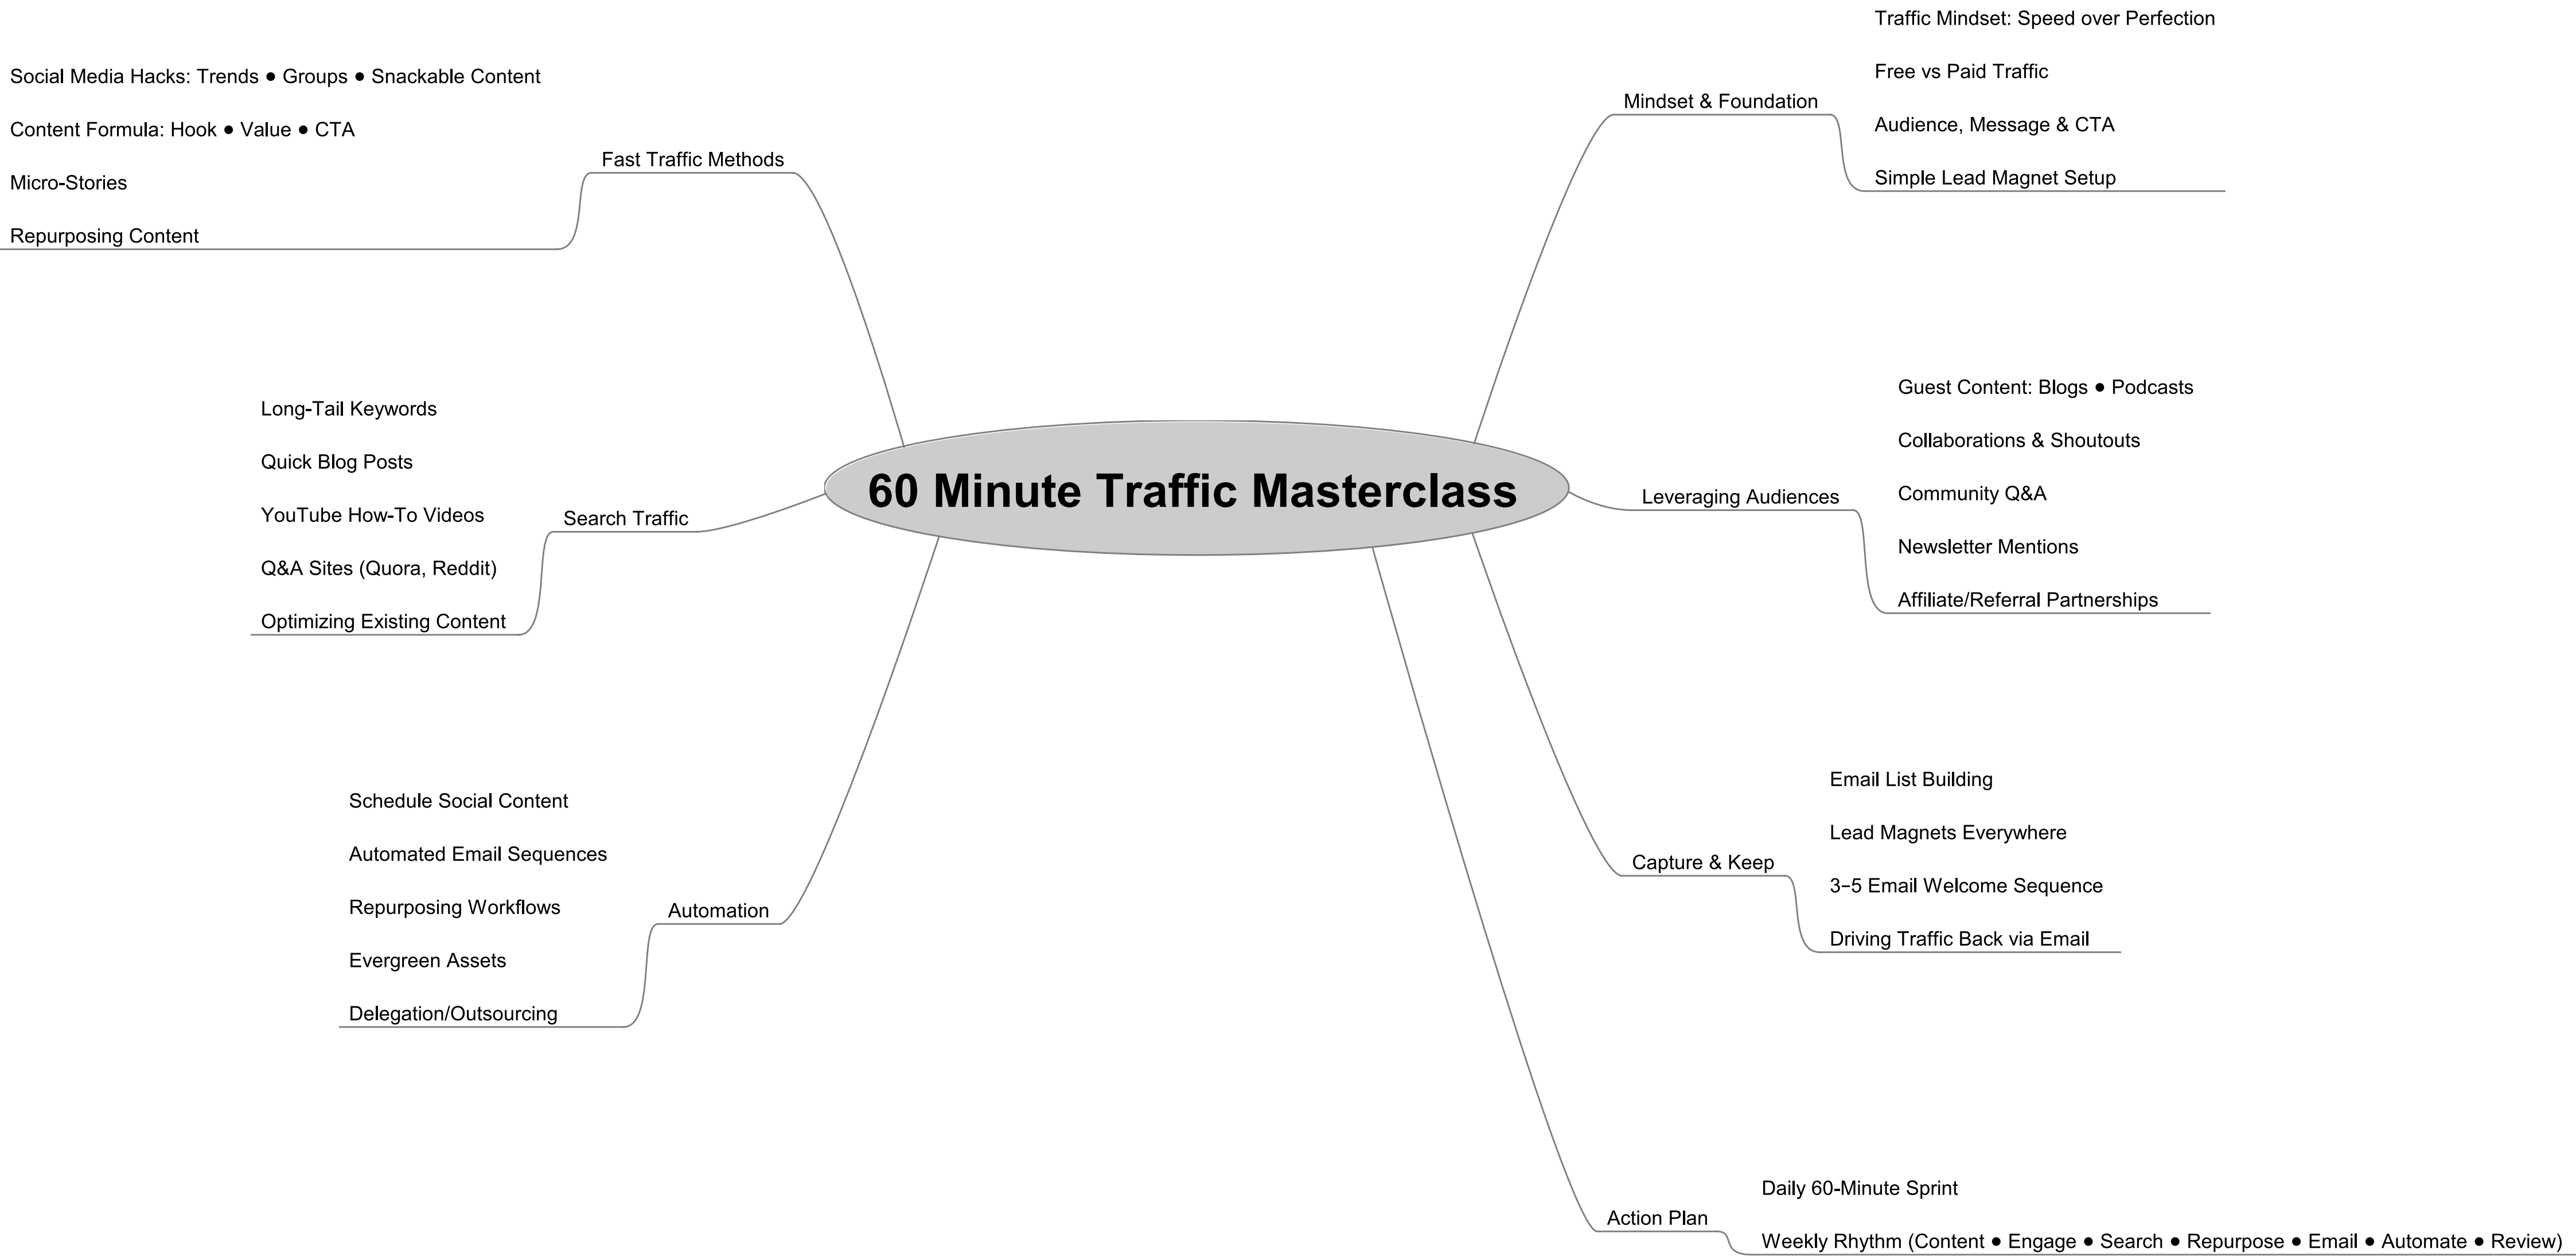 60 Minute Traffic Masterclass
Mindset & Foundation
Traffic Mindset: Speed over Perfection
Free vs Paid Traffic
Audience, Message & CTA
Simple Lead Magnet Setup
Fast Traffic Methods
Social Media Hacks: Trends ● Groups ● Snackable Content
Content Formula: Hook ● Value ● CTA
Micro-Stories
Repurposing Content
Leveraging Audiences
Guest Content: Blogs ● Podcasts
Collaborations & Shoutouts
Community Q&A
Newsletter Mentions
Affiliate/Referral Partnerships
Search Traffic
Long-Tail Keywords
Quick Blog Posts
YouTube How-To Videos
Q&A Sites (Quora, Reddit)
Optimizing Existing Content
Capture & Keep
Email List Building
Lead Magnets Everywhere
3–5 Email Welcome Sequence
Driving Traffic Back via Email
Automation
Schedule Social Content
Automated Email Sequences
Repurposing Workflows
Evergreen Assets
Delegation/Outsourcing
Action Plan
Daily 60-Minute Sprint
Weekly Rhythm (Content ● Engage ● Search ● Repurpose ● Email ● Automate ● Review)